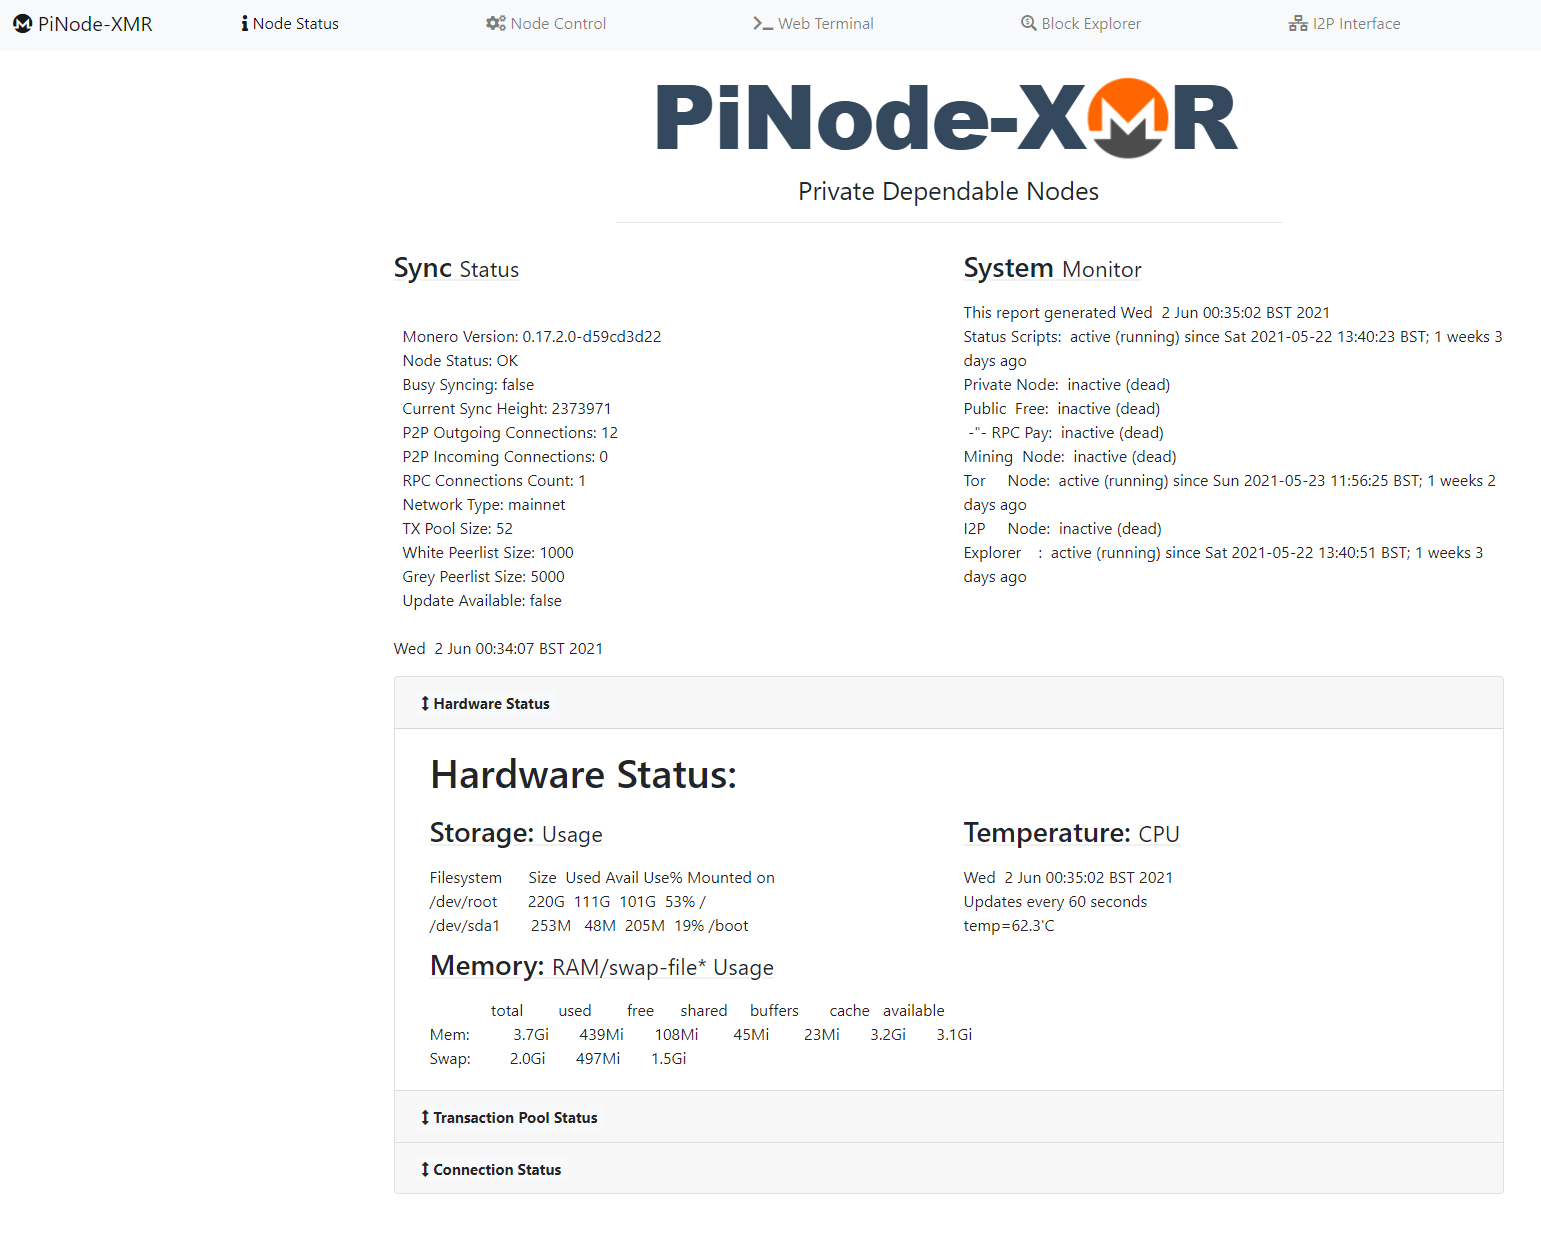 PiNode-XMR
Node Status
Node Control
Web Terminal
Block Explorer
I2P Interface
PiNode-XMR
Private Dependable Nodes
Sync Status
Monero Version: 0.17.2.0-d59cd3d22
Node Status: OK
Busy Syncing: false
Current Sync Height: 2373971
P2P Outgoing Connections: 12
P2P Incoming Connections: 0
RPC Connections Count: 1
Network Type: mainnet
TX Pool Size: 52
White Peerlist Size: 1000
Grey Peerlist Size: 5000
Update Available: false
Wed 2 Jun 00:34:07 BST 2021
System Monitor
This report generated Wed 2 Jun 00:35:02 BST 2021
Status Scripts: active (running) since Sat 2021-05-22 13:40:23 BST; 1 weeks 3
days ago
Private Node: inactive (dead)
Public Free: inactive (dead)
-"- RPC Pay: inactive (dead)
Mining Node: inactive (dead)
Tor Node: active (running) since Sun 2021-05-23 11:56:25 BST; 1 weeks 2
days ago
I2P Node: inactive (dead)
Explorer : active (running) since Sat 2021-05-22 13:40:51 BST; 1 weeks 3
days ago
Hardware Status
Hardware Status:
Storage: Usage
Filesystem Size Used Avail Use% Mounted on
/dev/root 220G 111G 101G 53% /
/dev/sda1 253M 48M 205M 19% /boot
Temperature: CPU
Wed 2 Jun 00:35:02 BST 2021
Updates every 60 seconds
temp=62.3'C
Memory: RAM/swap-file* Usage
total used free shared buffers cache available
Mem: 3.7Gi 439Mi 108Mi 45Mi 23Mi 3.2Gi 3.1Gi
Swap: 2.0Gi 497Mi 1.5Gi
Transaction Pool Status
Connection Status